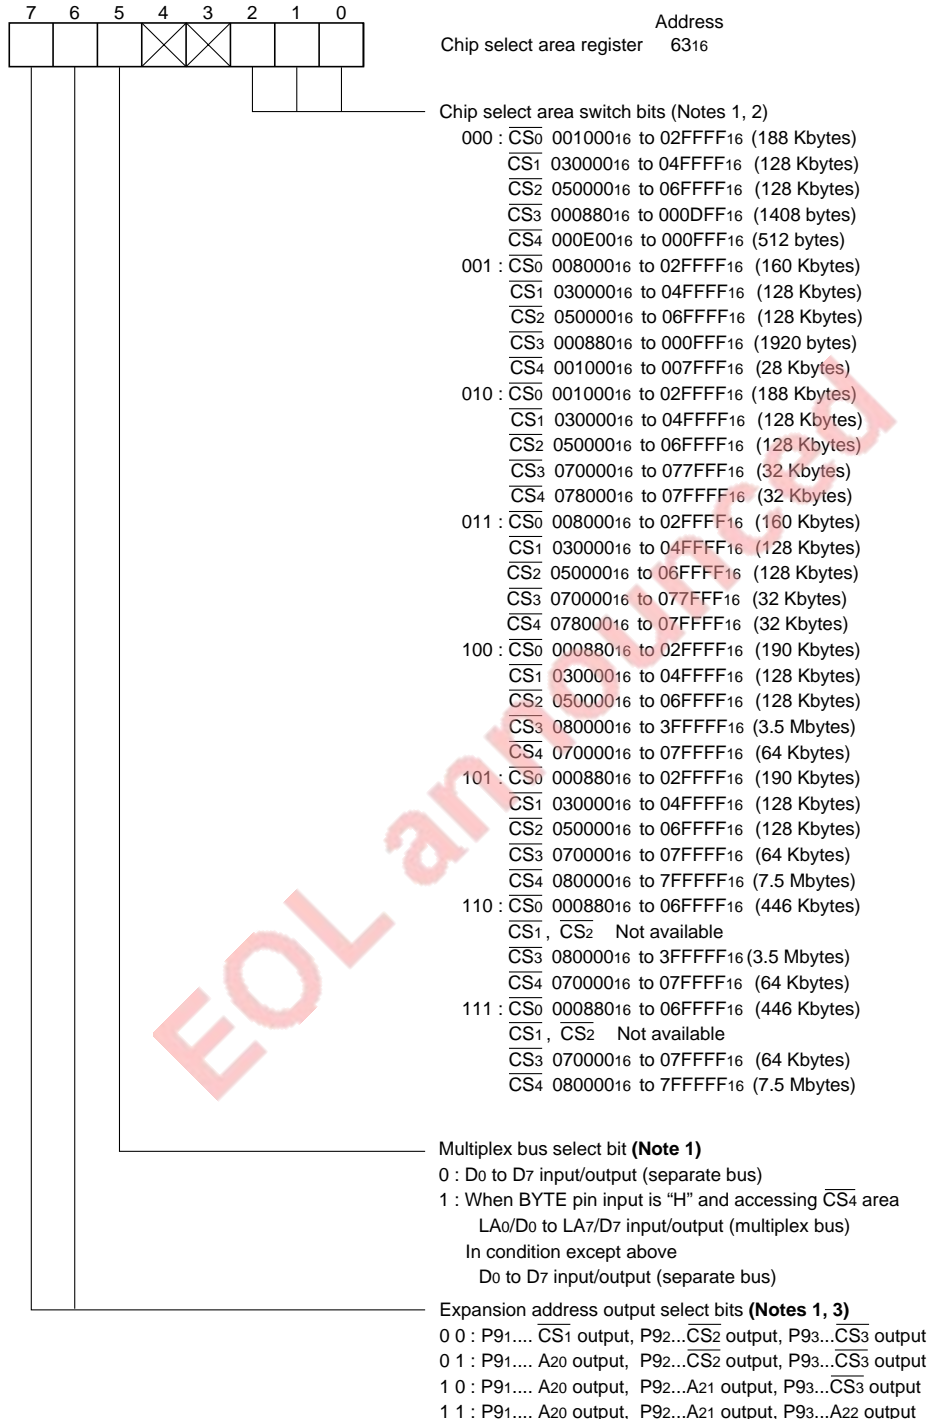 7 6 5 4 3 2 1 0
Address
Chip select area register 6316
Chip select area switch bits (Notes 1, 2)
000 : CS0 00100016 to 02FFFF16 (188 Kbytes)
CS1 03000016 to 04FFFF16 (128 Kbytes)
CS2 05000016 to 06FFFF16 (128 Kbytes)
CS3 00088016 to 000DFF16 (1408 bytes)
CS4 000E0016 to 000FFF16 (512 bytes)
001 : CS0 00800016 to 02FFFF16 (160 Kbytes)
CS1 03000016 to 04FFFF16 (128 Kbytes)
CS2 05000016 to 06FFFF16 (128 Kbytes)
CS3 00088016 to 000FFF16 (1920 bytes)
CS4 00100016 to 007FFF16 (28 Kbytes)
010 : CS0 00100016 to 02FFFF16 (188 Kbytes)
CS1 03000016 to 04FFFF16 (128 Kbytes)
CS2 05000016 to 06FFFF16 (128 Kbytes)
CS3 07000016 to 077FFF16 (32 Kbytes)
CS4 07800016 to 07FFFF16 (32 Kbytes)
011 : CS0 00800016 to 02FFFF16 (160 Kbytes)
CS1 03000016 to 04FFFF16 (128 Kbytes)
CS2 05000016 to 06FFFF16 (128 Kbytes)
CS3 07000016 to 077FFF16 (32 Kbytes)
CS4 07800016 to 07FFFF16 (32 Kbytes)
100 : CS0 00088016 to 02FFFF16 (190 Kbytes)
CS1 03000016 to 04FFFF16 (128 Kbytes)
CS2 05000016 to 06FFFF16 (128 Kbytes)
CS3 08000016 to 3FFFFF16 (3.5 Mbytes)
CS4 07000016 to 07FFFF16 (64 Kbytes)
101 : CS0 00088016 to 02FFFF16 (190 Kbytes)
CS1 03000016 to 04FFFF16 (128 Kbytes)
CS2 05000016 to 06FFFF16 (128 Kbytes)
CS3 07000016 to 07FFFF16 (64 Kbytes)
CS4 08000016 to 7FFFFF16 (7.5 Mbytes)
110 : CS0 00088016 to 06FFFF16 (446 Kbytes)
CS1 , CS2 Not available
CS3 08000016 to 3FFFFF16 (3.5 Mbytes)
CS4 07000016 to 07FFFF16 (64 Kbytes)
111 : CS0 00088016 to 06FFFF16 (446 Kbytes)
CS1 , CS2 Not available
CS3 07000016 to 07FFFF16 (64 Kbytes)
CS4 08000016 to 7FFFFF16 (7.5 Mbytes)
Multiplex bus select bit (Note 1)
0 : D0 to D7 input/output (separate bus)
1 : When BYTE pin input is “H” and accessing CS4 area
LA0/D0 to LA7/D7 input/output (multiplex bus)
In condition except above
D0 to D7 input/output (separate bus)
Expansion address output select bits (Notes 1, 3)
0 0 : P91.... CS1 output, P92...CS2 output, P93...CS3 output
0 1 : P91.... A20 output, P92...CS2 output, P93...CS3 output
1 0 : P91.... A20 output, P92...A21 output, P93...CS3 output
1 1 : P91.... A20 output, P92...A21 output, P93...A22 output
EOL announced